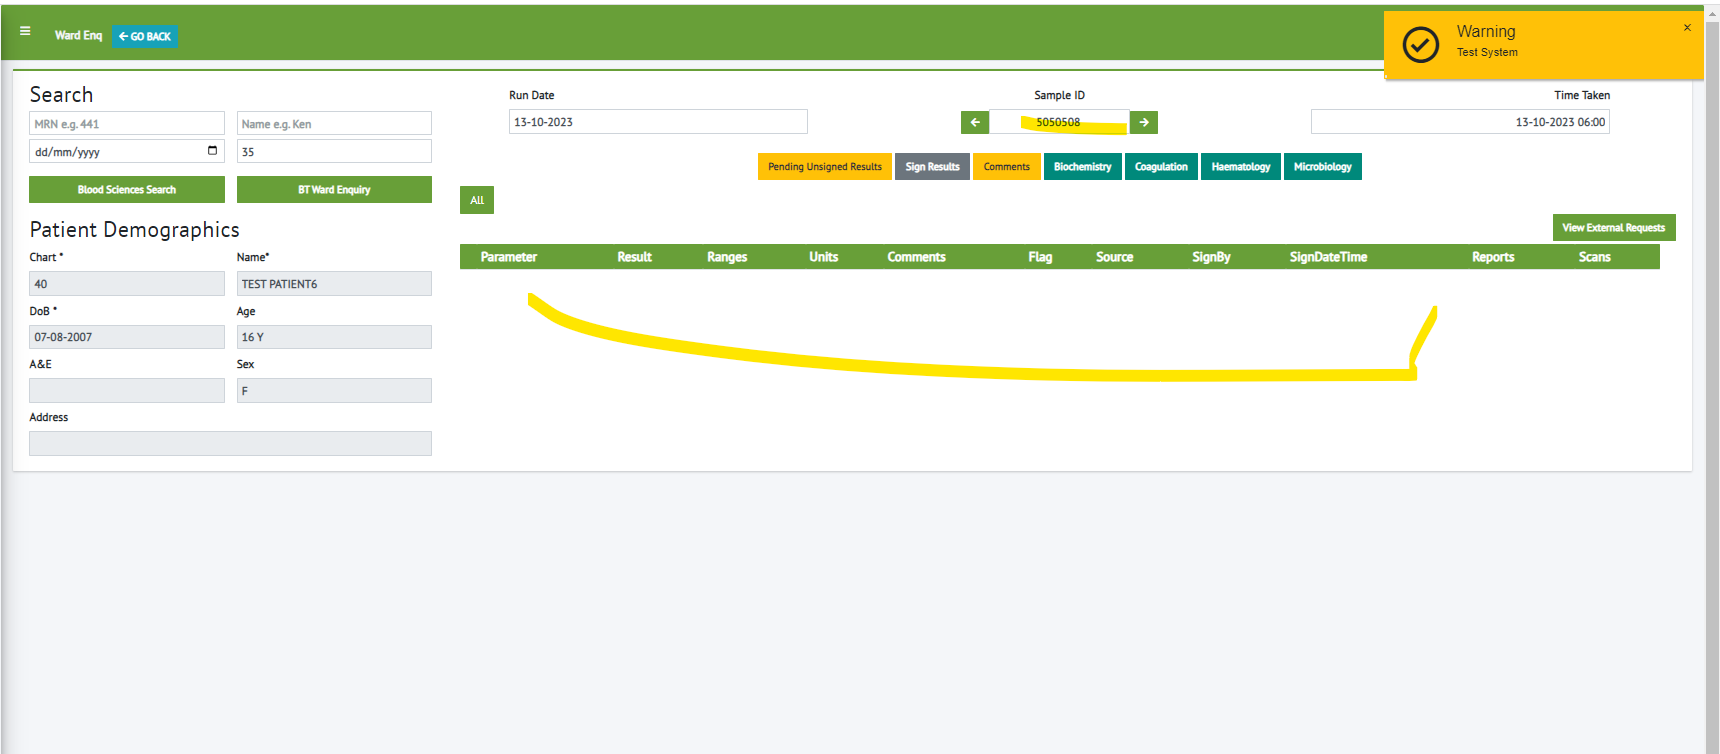 Ward Enq GO BACK
Warning
Test System
Search
MRN e.g. 441 Name e.g. Ken
dd/mm/yyyy 35
Blood Sciences Search BT Ward Enquiry
Patient Demographics
Chart * Name*
40 TEST PATIENT6
DoB * Age
07-08-2007 16 Y
A&E Sex
F
Address
Run Date Sample ID Time Taken
13-10-2023 5050508 13-10-2023 06:00
Pending Unsigned Results Sign Results Comments Biochemistry Coagulation Haematology Microbiology
All
View External Requests
Parameter Result Ranges Units Comments Flag Source SignBy SignDateTime Reports Scans